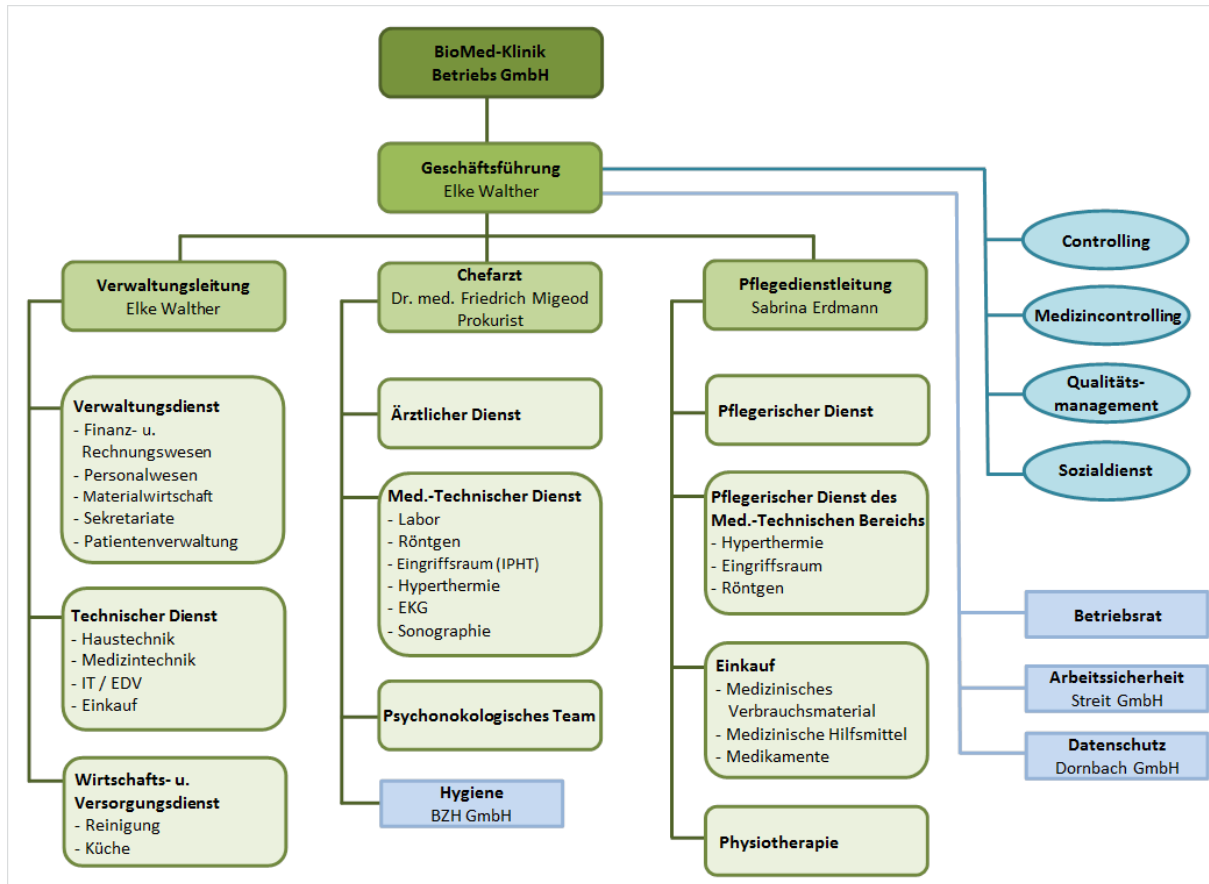 BioMed-Klinik
Betriebs GmbH
Geschäftsführung
Elke Walther
Verwaltungsleitung
Elke Walther
Verwaltungsdienst
- Finanz- u.
Rechnungswesen
- Personalwesen
- Materialwirtschaft
- Sekretariate
- Patientenverwaltung
Technischer Dienst
- Haustechnik
- Medizintechnik
- IT / EDV
- Einkauf
Wirtschafts- u.
Versorgungsdienst
- Reinigung
- Küche
Chefarzt
Dr. med. Friedrich Migeod
Prokurist
Ärztlicher Dienst
Med.-Technischer Dienst
- Labor
- Röntgen
- Eingriffsraum (IPHT)
- Hyperthermie
- EKG
- Sonographie
Psychonokologisches Team
Hygiene
BZH GmbH
Pflegedienstleitung
Sabrina Erdmann
Pflegerischer Dienst
Pflegerischer Dienst des
Med.-Technischen Bereichs
- Hyperthermie
- Eingriffsraum
- Röntgen
Einkauf
- Medizinisches
Verbrauchsmaterial
- Medizinische Hilfsmittel
- Medikamente
Physiotherapie
Controlling
Medizincontrolling
Qualitäts-
management
Sozialdienst
Betriebsrat
Arbeitssicherheit
Streit GmbH
Datenschutz
Dornbach GmbH